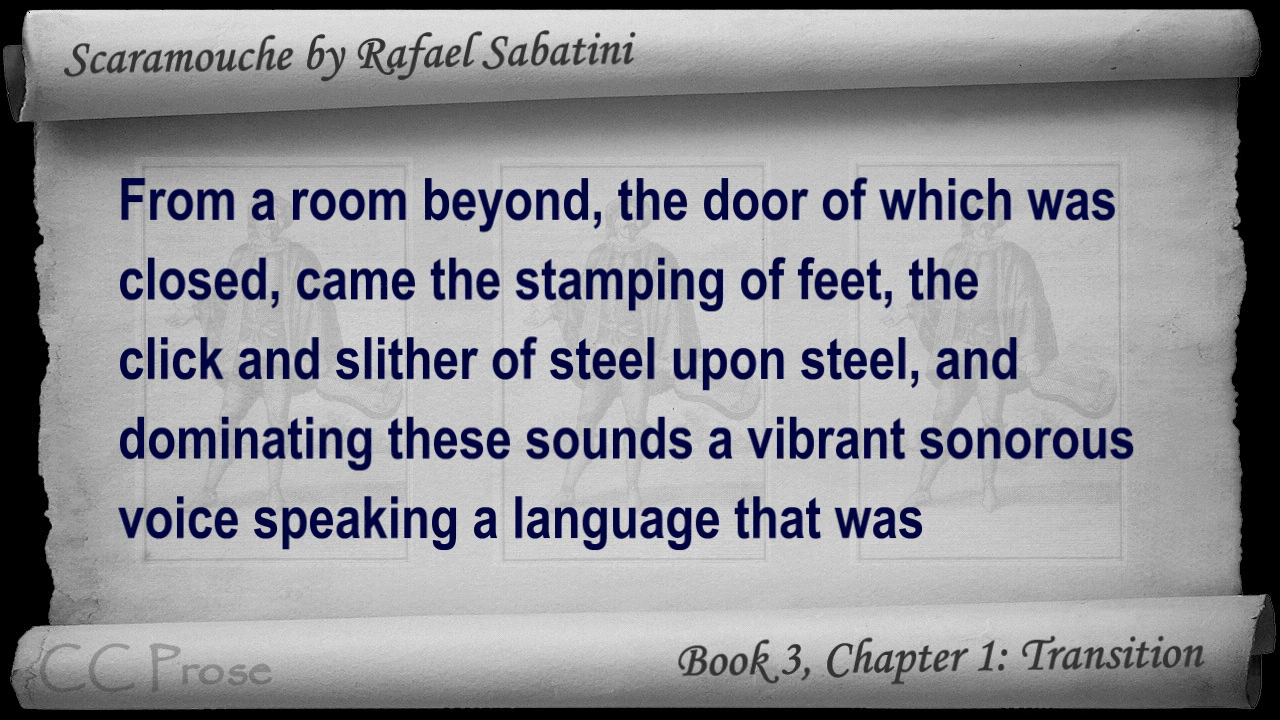 Scaramouche by Rafael Sabatini
From a room beyond, the door of which was
closed, came the stamping of feet, the
click and slither of steel upon steel, and
dominating these sounds a vibrant sonorous
voice speaking a language that was
CC Prose
Book 3, Chapter 1: Transition